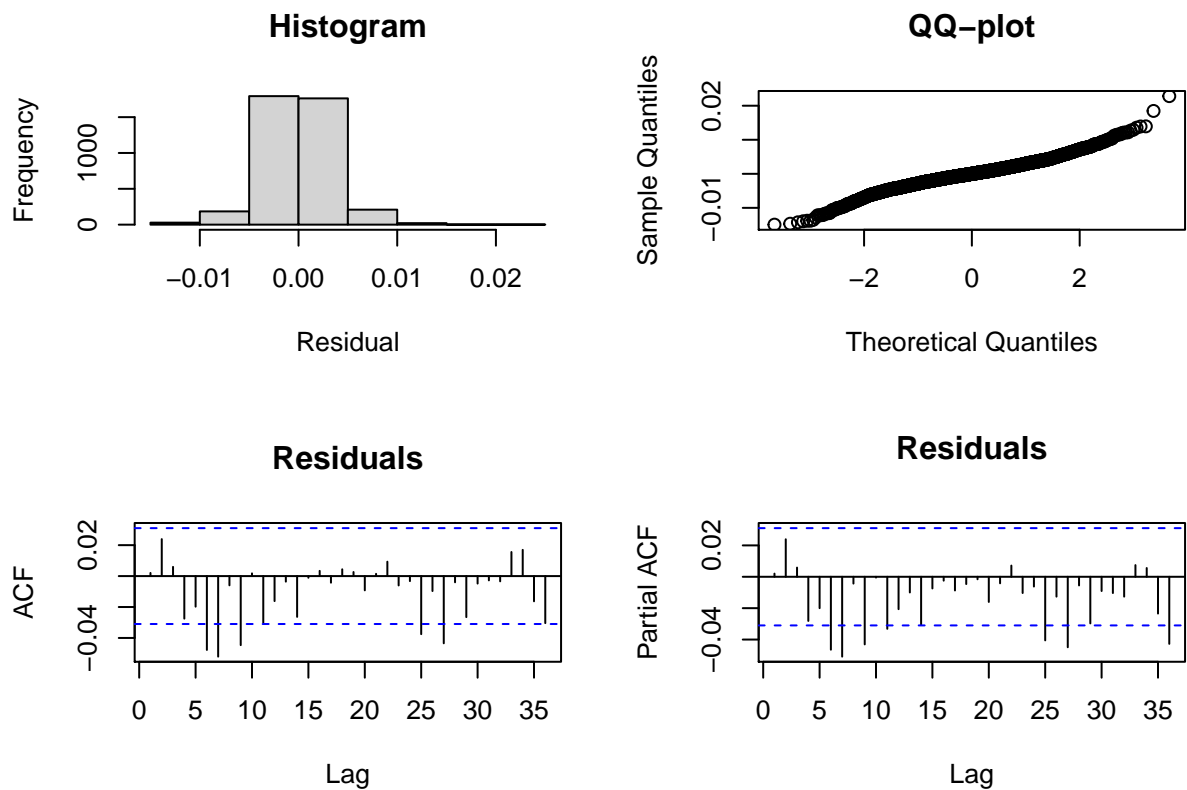 Histogram
Frequency
0
1000
−0.01
0.00
0.01
0.02
Residual
QQ−plot
Sample Quantiles
−0.01
0.02
−2
0
2
Theoretical Quantiles
Residuals
ACF
−0.04
0.02
0
5
10
15
20
25
30
35
Lag
Residuals
Partial ACF
−0.04
0.02
0
5
10
15
20
25
30
35
Lag